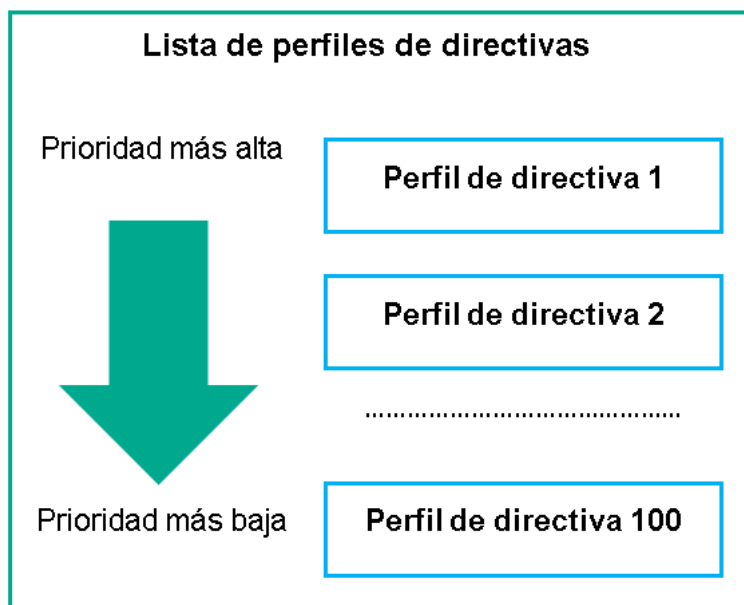 Lista de perfiles de directivas
Prioridad más alta
Perfil de directiva 1
Perfil de directiva 2
............................................
Prioridad más baja
Perfil de directiva 100